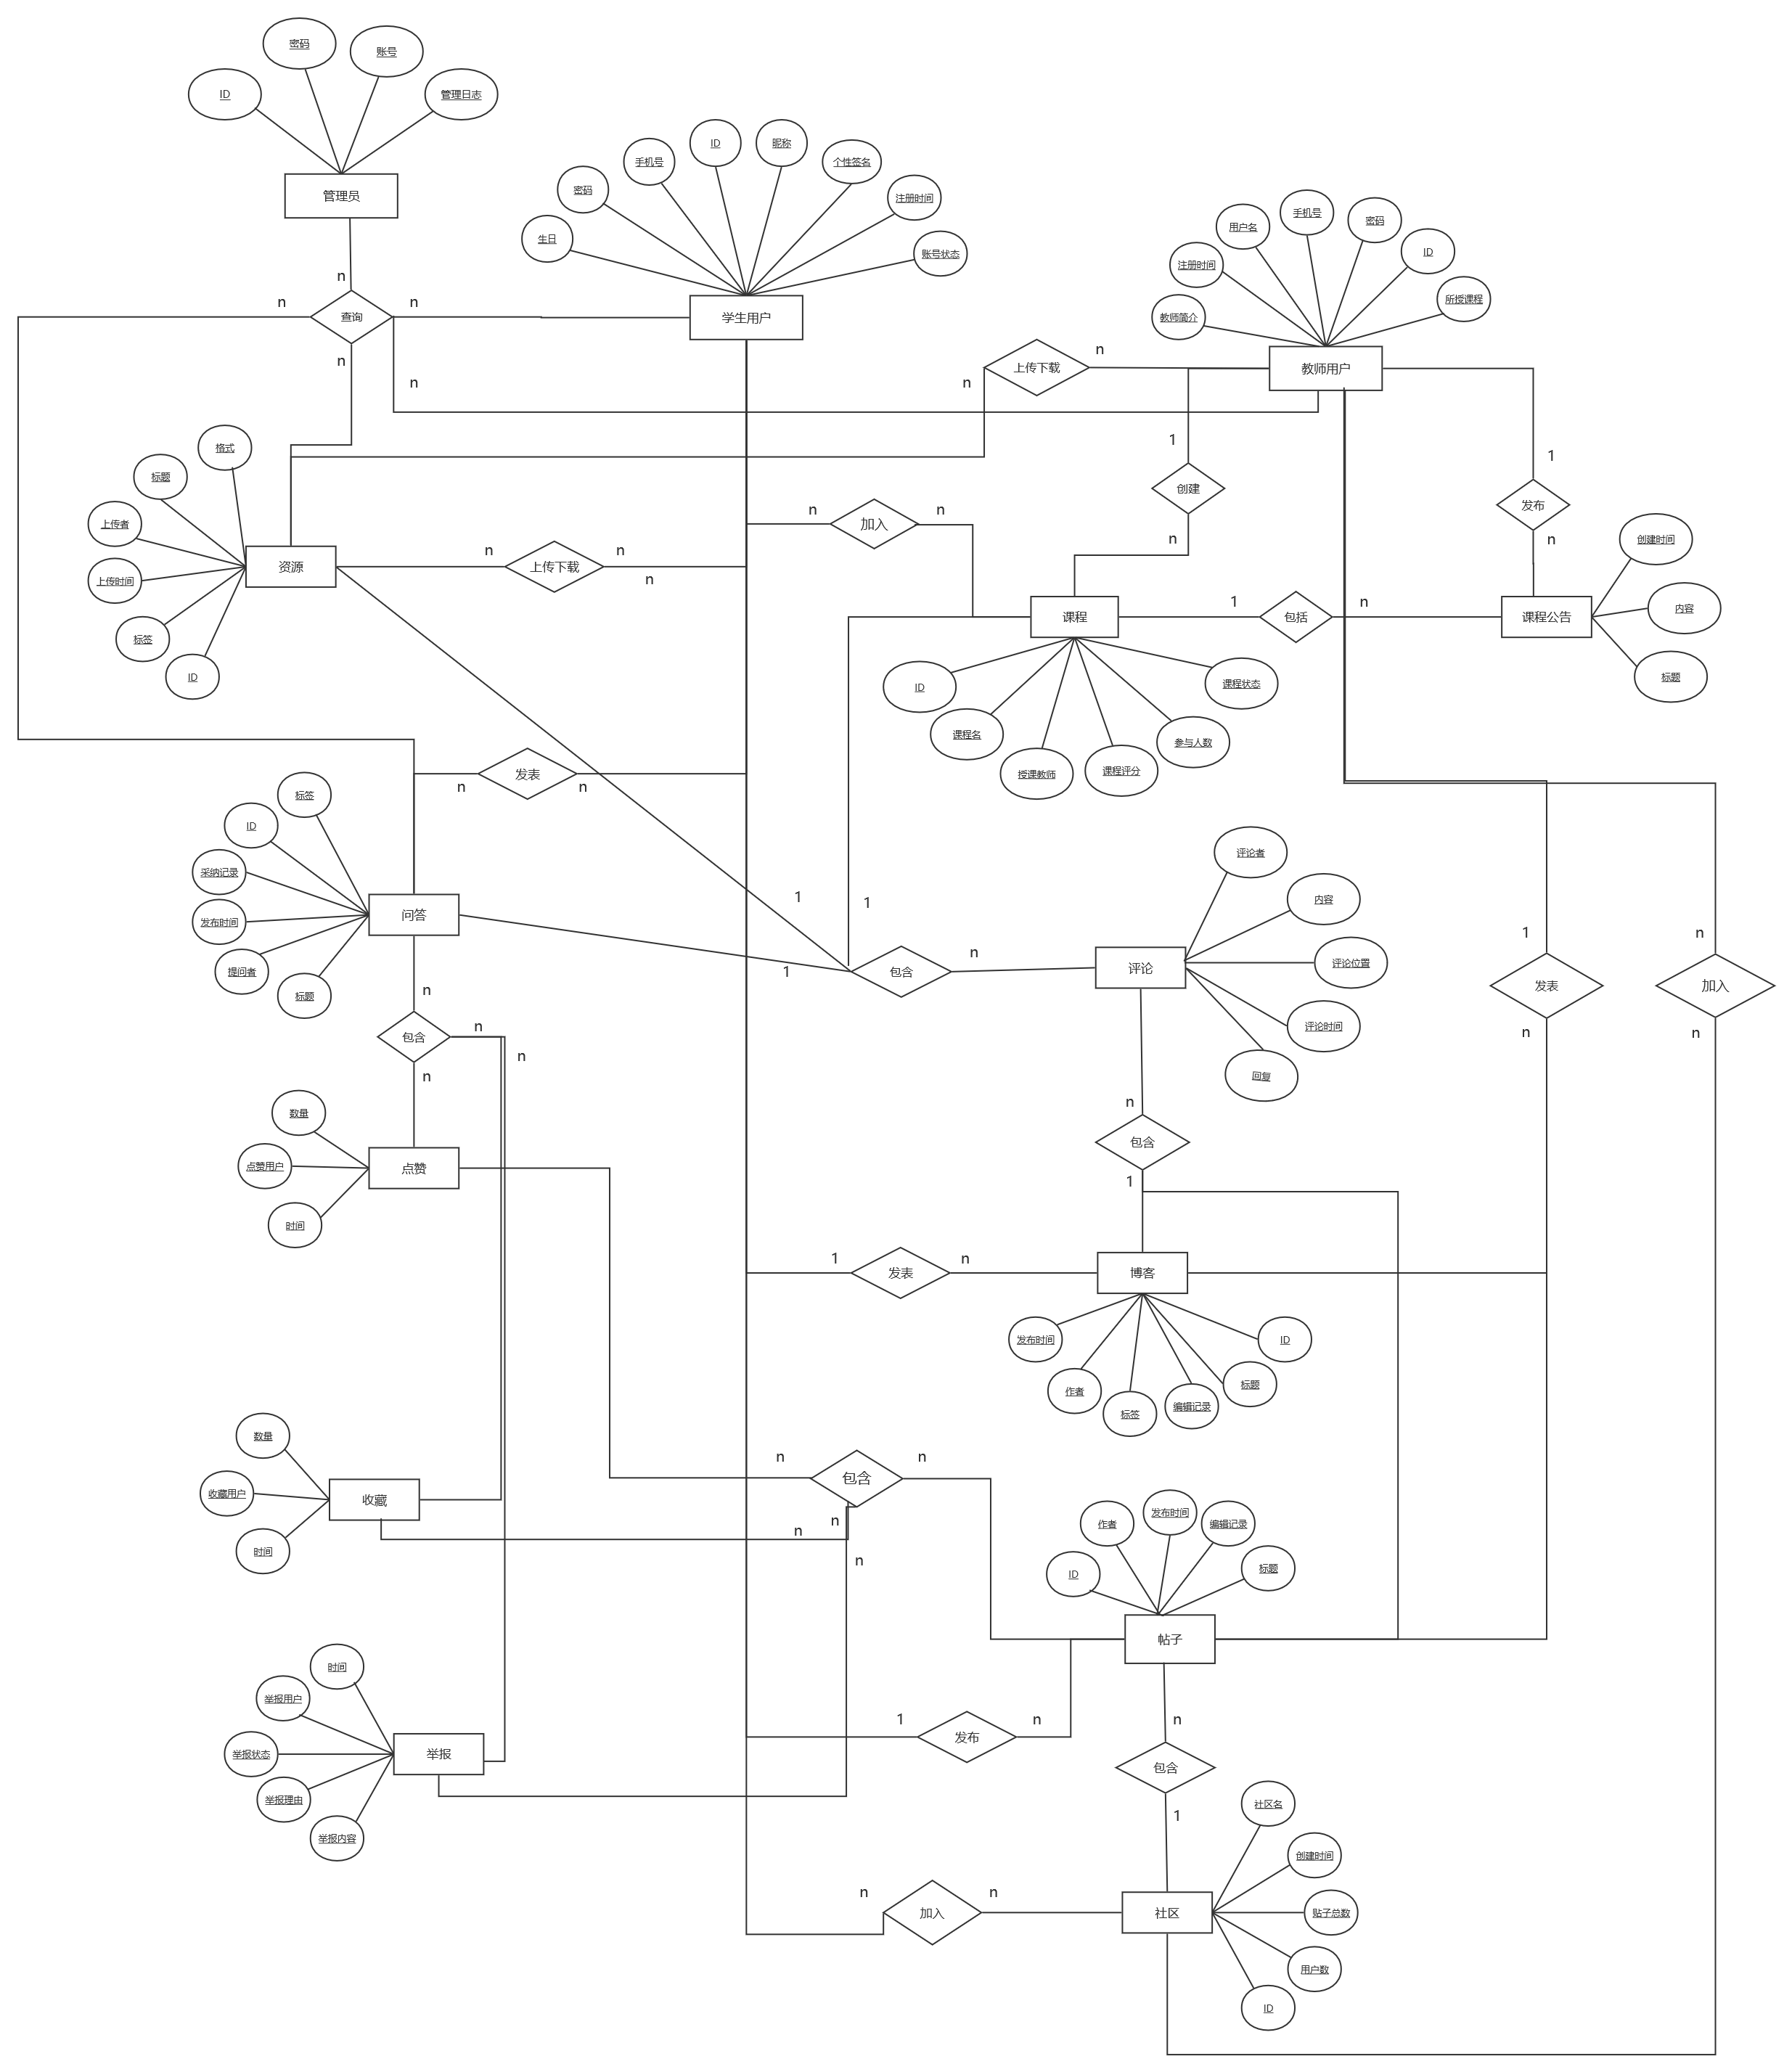 密码
账号
ID
管理日志
管理员
手机号
ID
昵称
个性签名
密码
注册时间
生日
账号状态
学生用户
用户名
手机号
密码
注册时间
ID
教师简介
所授课程
教师用户
n
n
查询
n
n
n
上传下载
n
n
1
创建
n
1
发布
n
格式
标题
上传者
上传时间
标签
ID
资源
n
上传下载
n
n
n
加入
n
课程
1
包括
n
课程公告
创建时间
内容
标题
ID
课程名
授课教师
课程评分
参与人数
课程状态
n
发表
n
标签
ID
采纳记录
发布时间
提问者
标题
问答
1
1
1
包含
n
评论
评论者
内容
评论位置
评论时间
回复
1
发表
n
n
加入
n
n
包含
n
n
n
数量
点赞用户
时间
点赞
n
包含
1
1
发表
n
博客
发布时间
作者
标签
编辑记录
标题
ID
数量
收藏用户
时间
收藏
n
包含
n
n
n
n
ID
作者
发布时间
编辑记录
标题
帖子
时间
举报用户
举报状态
举报理由
举报内容
举报
1
发布
n
n
包含
1
n
加入
n
社区
社区名
创建时间
贴子总数
用户数
ID